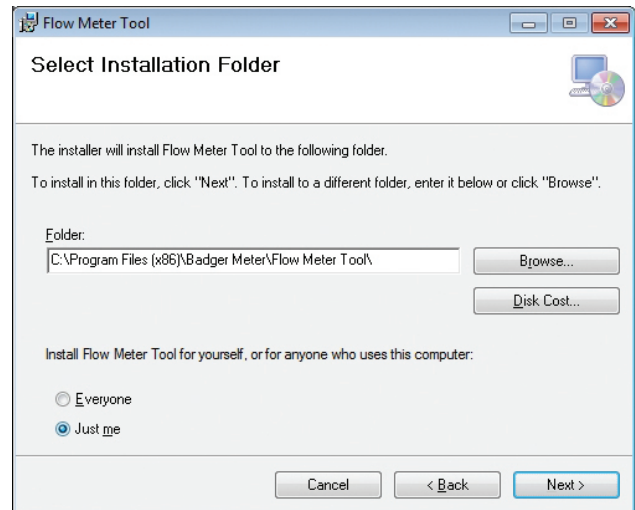 Flow Meter Tool
Select Installation Folder
The installer will install Flow Meter Tool to the following folder.
To install in this folder, click "Next". To install to a different folder, enter it below or click "Browse".
Folder:
C:\Program Files (x86)\Badger Meter\Flow Meter Tool\
Browse...
Disk Cost...
Install Flow Meter Tool for yourself, or for anyone who uses this computer:
Everyone
Just me
Cancel
< Back
Next >